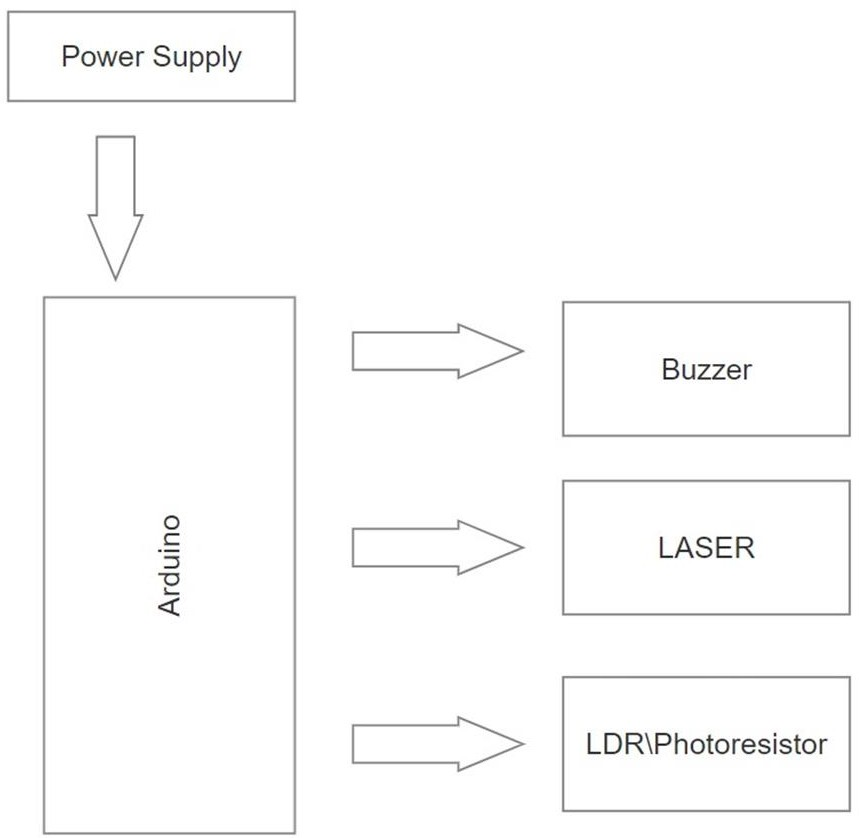 Power Supply
Buzzer
Arduino
LASER
LDR\Photoresistor